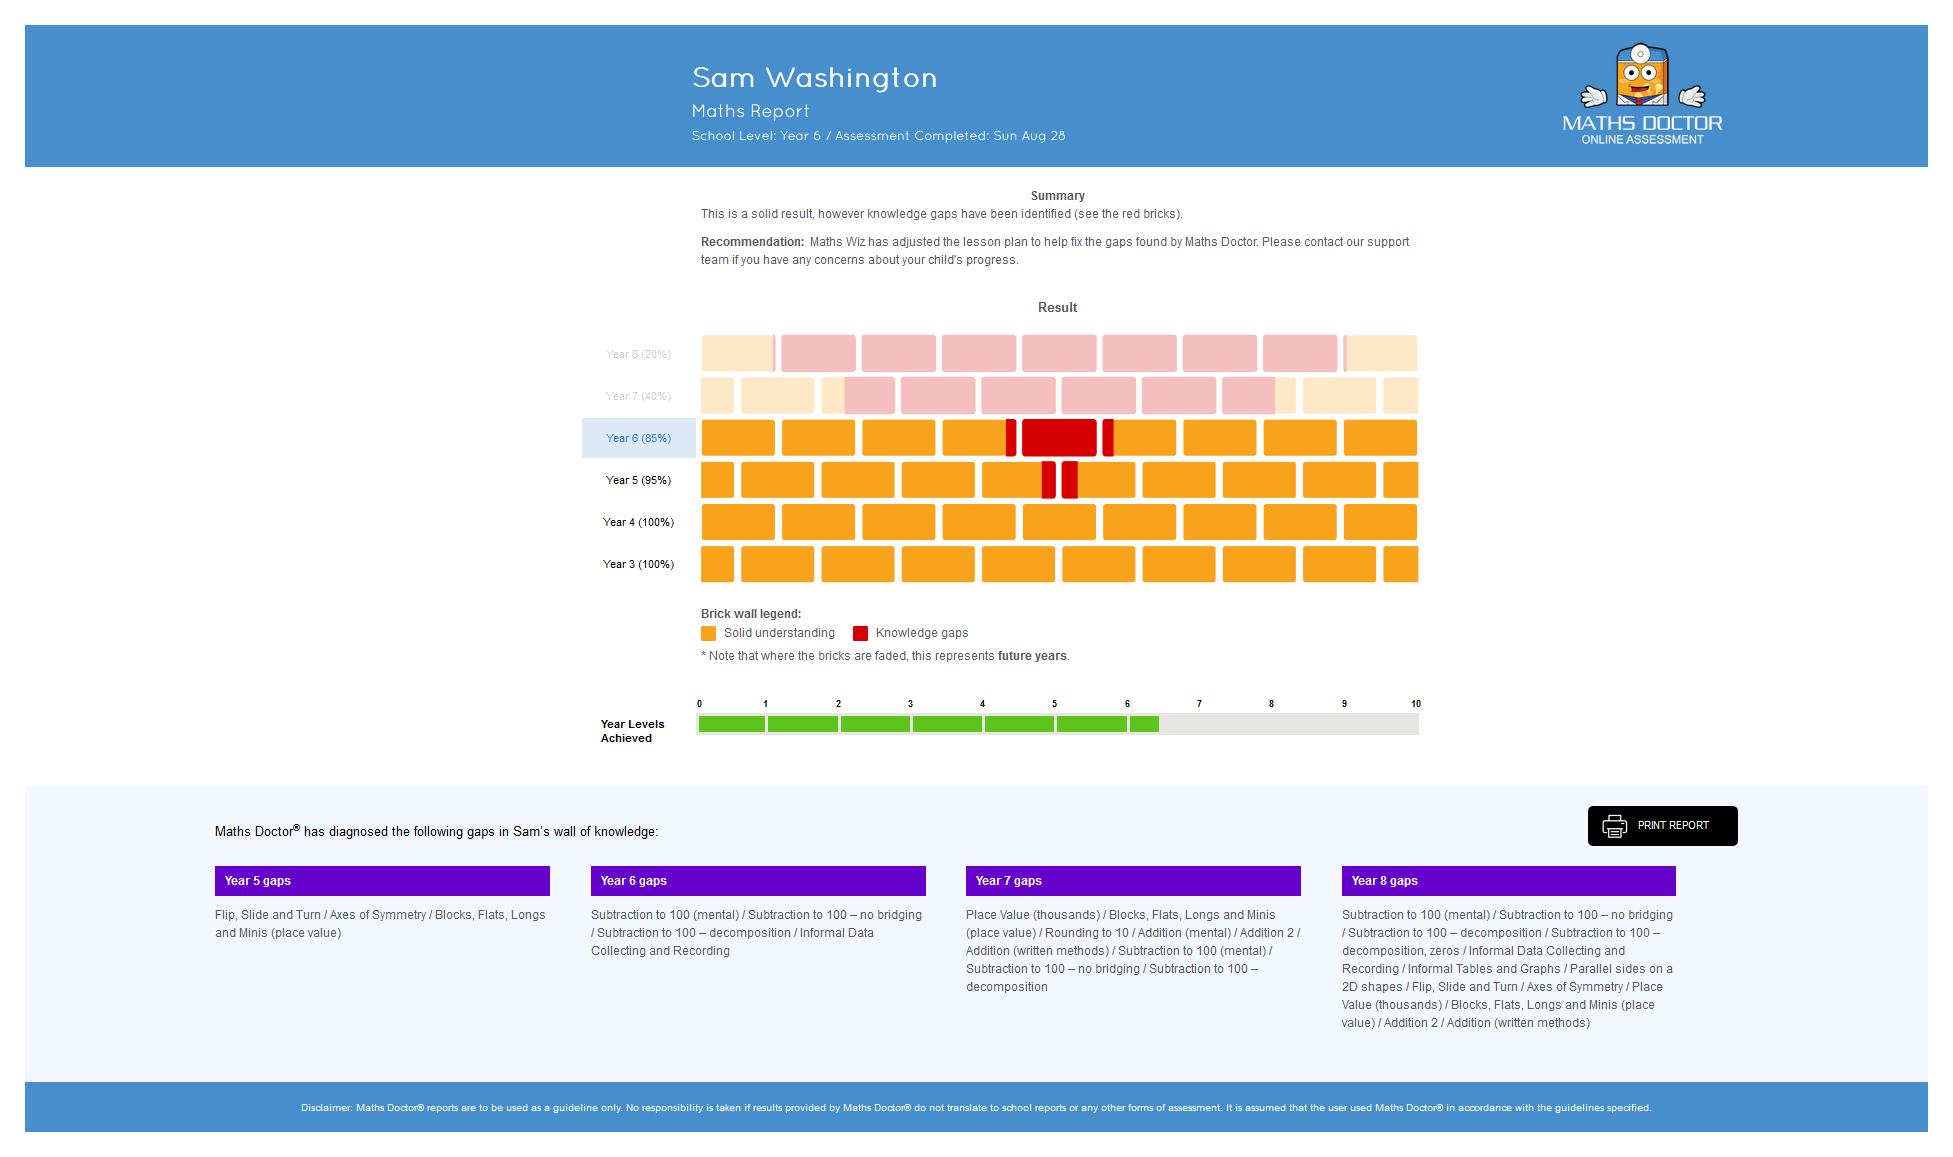 Sam Washington
Maths Report
School Level: Year 6 / Assessment Completed: Sun Aug 28
MATHS DOCTOR
ONLINE ASSESSMENT
Summary
This is a solid result, however knowledge gaps have been identified (see the red bricks).
Recommendation: Maths Wiz has adjusted the lesson plan to help fix the gaps found by Maths Doctor. Please contact our support
team if you have any concerns about your child's progress.
Result
Year 8 (20%)
Year 7 (40%)
Year 6 (85%)
Year 5 (95%)
Year 4 (100%)
Year 3 (100%)
Brick wall legend:
Solid understanding Knowledge gaps
* Note that where the bricks are faded, this represents future years.
0 1 2 3 4 5 6 7 8 9 10
Year Levels
Achieved
Maths Doctor® has diagnosed the following gaps in Sam's wall of knowledge:
PRINT REPORT
Year 5 gaps
Flip, Slide and Turn / Axes of Symmetry / Blocks, Flats, Longs
and Minis (place value)
Year 6 gaps
Subtraction to 100 (mental) / Subtraction to 100 – no bridging
/ Subtraction to 100 – decomposition / Informal Data
Collecting and Recording
Year 7 gaps
Place Value (thousands) / Blocks, Flats, Longs and Minis
(place value) / Rounding to 10 / Addition (mental) / Addition 2 /
Addition (written methods) / Subtraction to 100 (mental) /
Subtraction to 100 – no bridging / Subtraction to 100 –
decomposition
Year 8 gaps
Subtraction to 100 (mental) / Subtraction to 100 – no bridging
/ Subtraction to 100 – decomposition / Subtraction to 100 –
decomposition, zeros / Informal Data Collecting and
Recording / Informal Tables and Graphs / Parallel sides on a
2D shapes / Flip, Slide and Turn / Axes of Symmetry / Place
Value (thousands) / Blocks, Flats, Longs and Minis (place
value) / Addition 2 / Addition (written methods)
Disclaimer: Maths Doctor® reports are to be used as a guideline only. No responsibility is taken if results provided by Maths Doctor® do not translate to school reports or any other forms of assessment. It is assumed that the user used Maths Doctor® in accordance with the guidelines specified.